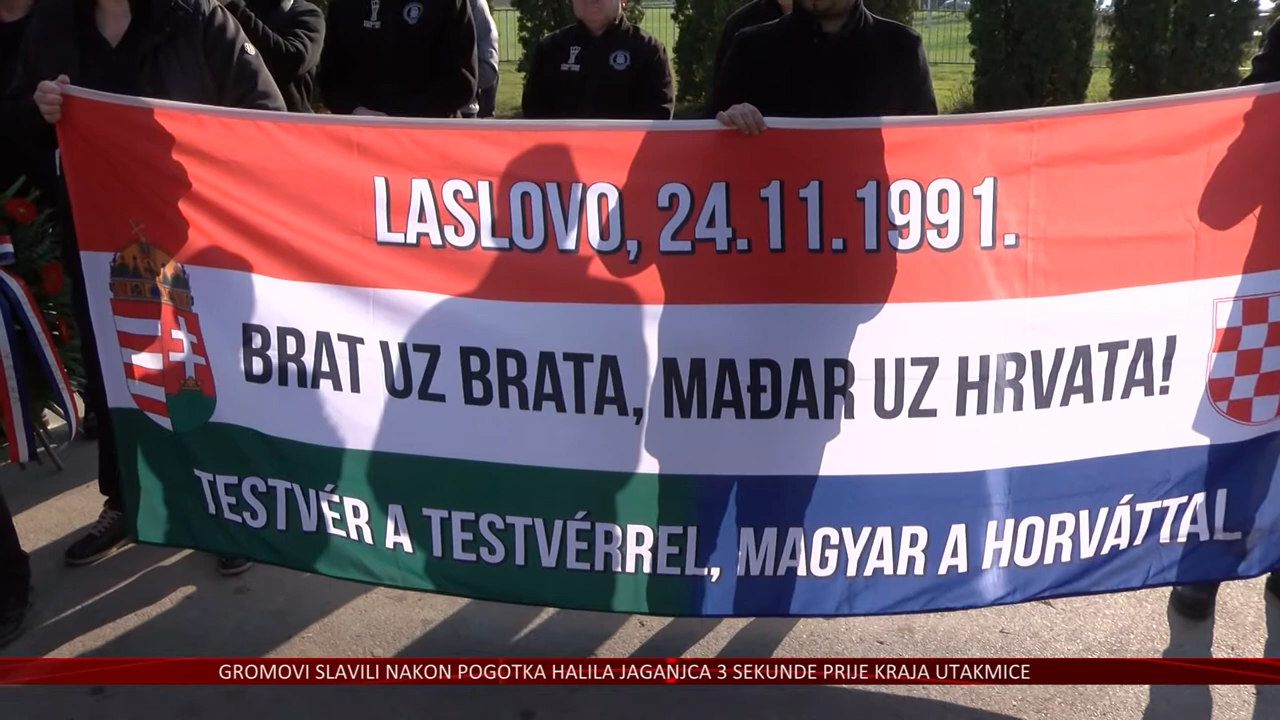 LASLOVO, 24.11.1991.
BRAT UZ BRATA, MAĐAR UZ HRVATA!
TESTVÉR A TESTVÉRREL, MAGYAR A HORVÁTTAL
GROMOVI SLAVILI NAKON POGOTKA HALILA JAGANJCA 3 SEKUNDE PRIJE KRAJA UTAKMICE